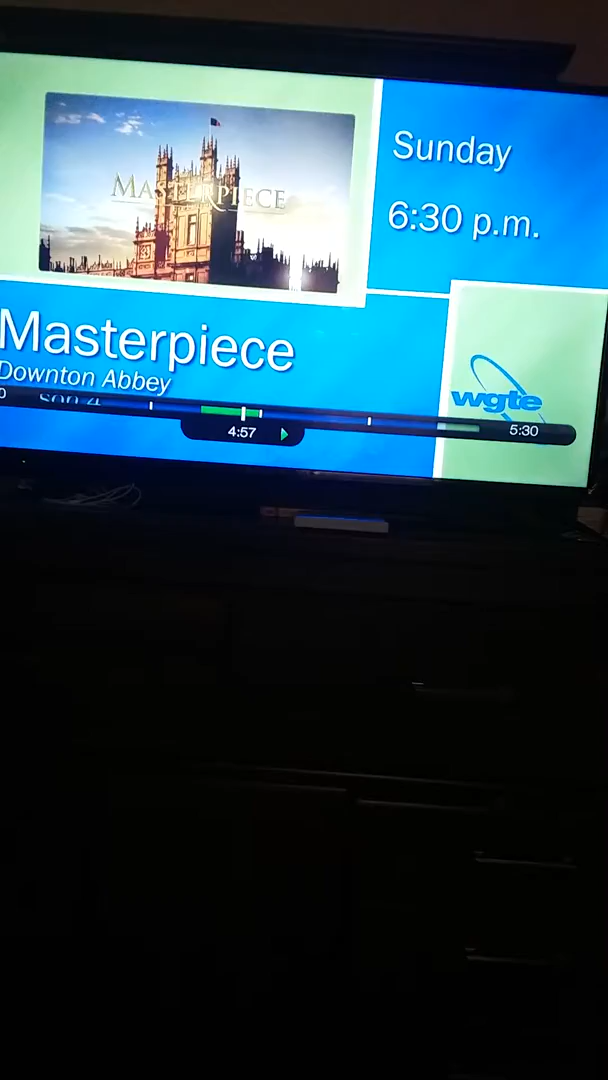 MASTERPIECE
Sunday
6:30 p.m.
Masterpiece
Downton Abbey
wgte
4:57
5:30